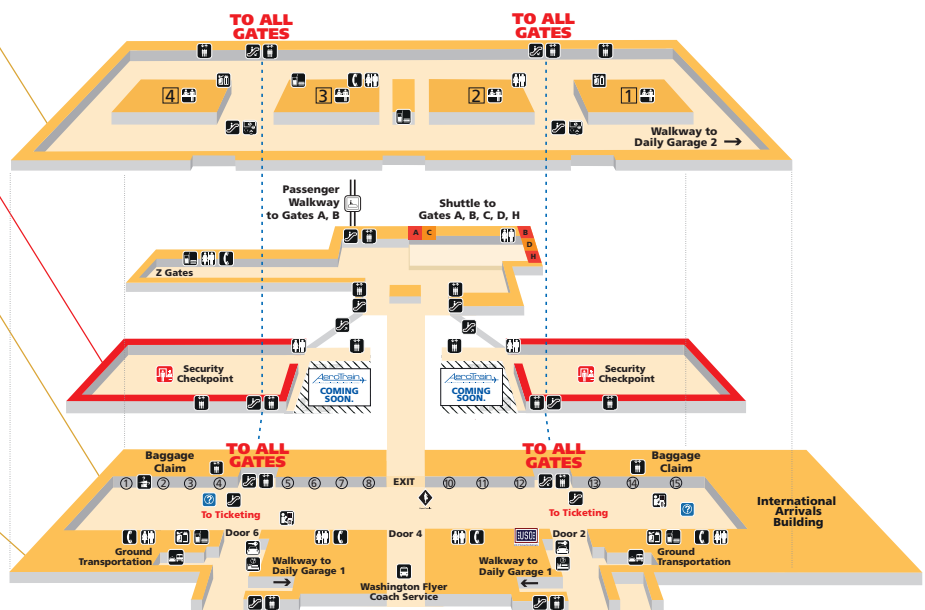 TO ALL
GATES
TO ALL
GATES
4
3
2
1
Walkway to
Daily Garage 2
Passenger
Walkway
to Gates A, B
Shuttle to
Gates A, B, C, D, H
A C
B
D
H
Z Gates
Security
Checkpoint
AeroTrain
COMING
SOON.
AeroTrain
COMING
SOON.
Security
Checkpoint
TO ALL
GATES
TO ALL
GATES
Baggage
Claim
Baggage
Claim
1 2 3 4 5 6 7 8 EXIT 10 11 12 13 14 15
?
?
To Ticketing
To Ticketing
International
Arrivals
Building
Door 6
Door 4
USO
Door 2
Ground
Transportation
Ground
Transportation
Walkway to
Daily Garage 1
Walkway to
Daily Garage 1
Washington Flyer
Coach Service